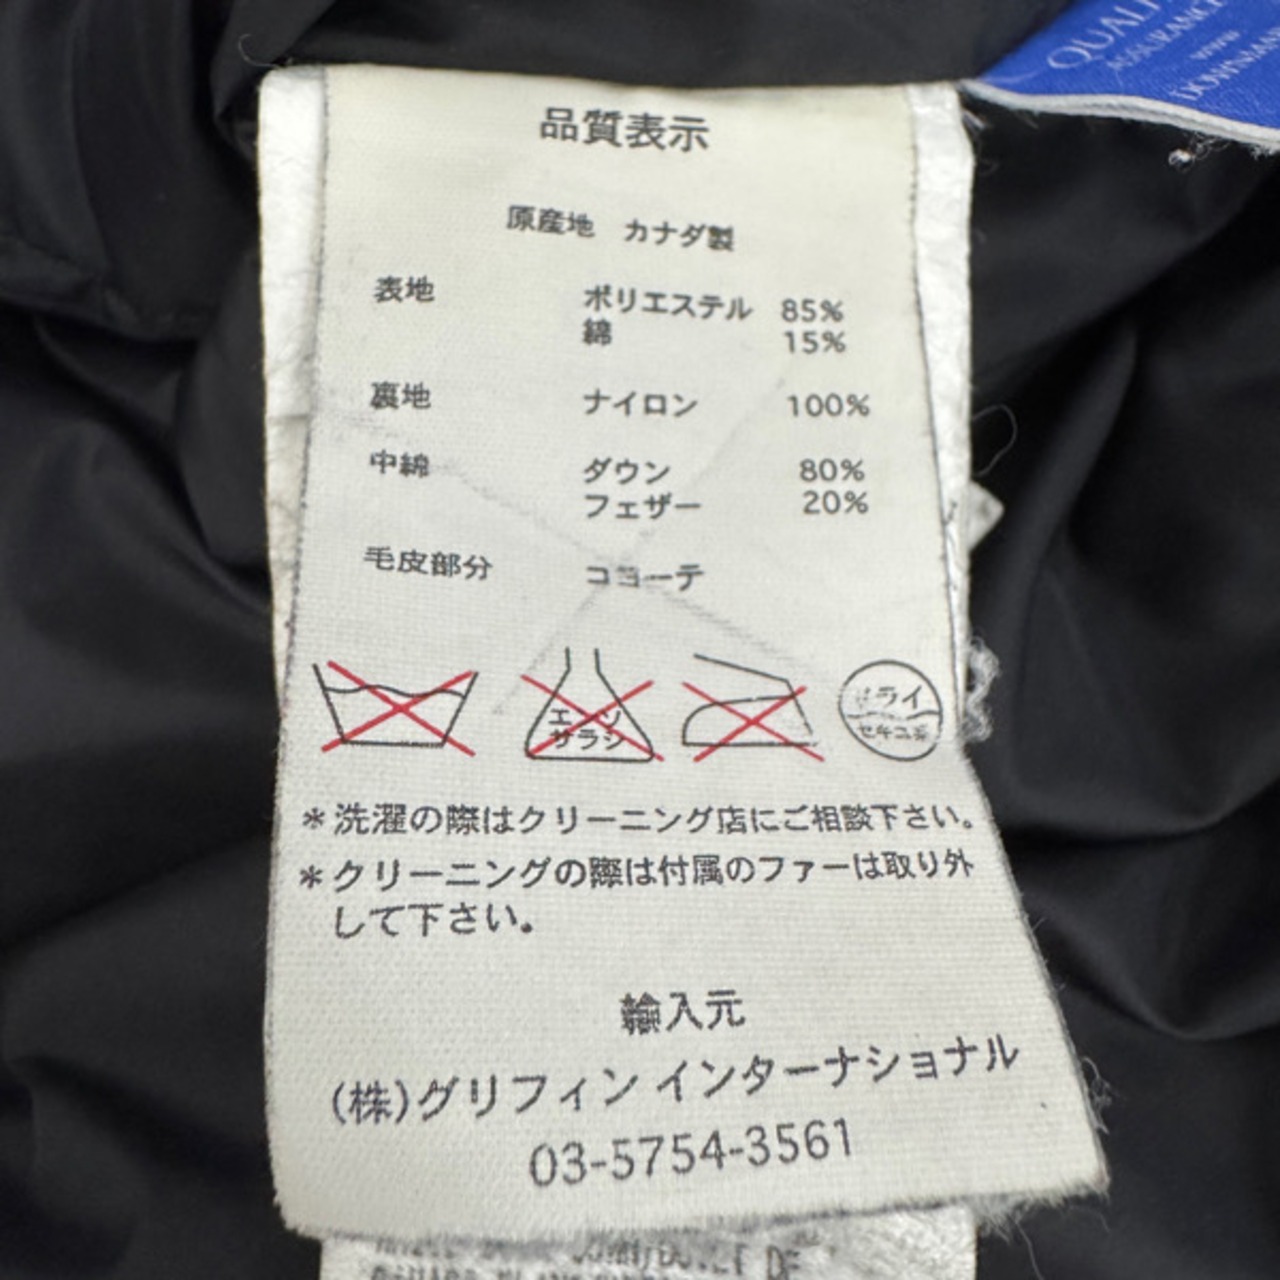 QUALI
ASSURANCE
www
DOWNMA
品質表示
原産地 カナダ製
表地 ポリエステル 85%
綿 15%
裏地 ナイロン 100%
中綿 ダウン 80%
フェザー 20%
毛皮部分 コヨーテ
エンソ
サラシ
ドライ
セキユ系
*洗濯の際はクリーニング店にご相談下さい。
*クリーニングの際は付属のファーは取り外
して下さい。
輸入元
(株)グリフィン インターナショナル
03-5754-3561